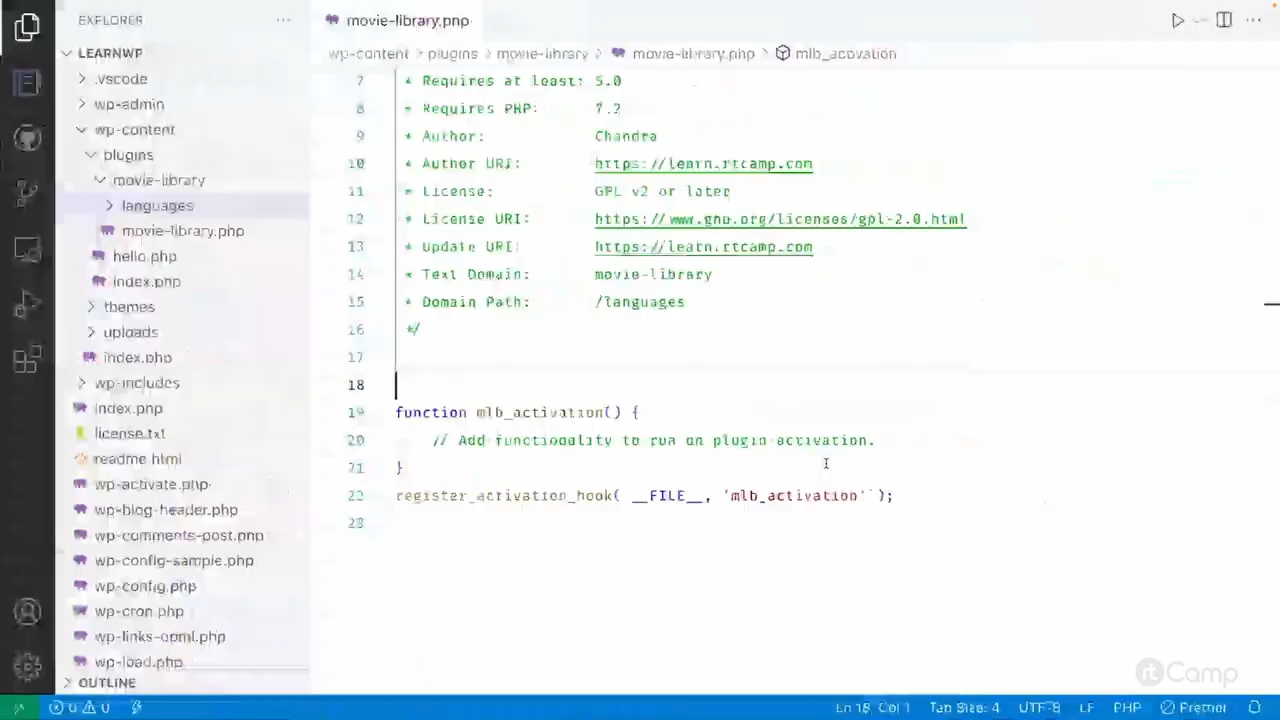 EXPLORER
LEARNWP
.vscode
wp-admin
wp-content
plugins
movie-library
languages
movie-library.php
hello.php
index.php
themes
uploads
index.php
wp-includes
index.php
license.txt
readme.html
wp-activate.php
wp-blog-header.php
wp-comments-post.php
wp-config-sample.php
wp-config.php
wp-cron.php
wp-links-opml.php
wp-load.php
OUTLINE
movie-library.php
wp-content > plugins > movie-library > movie-library.php > mlb_activation
7 * Requires at least: 5.0
8 * Requires PHP: 7.2
9 * Author: Chandra
10 * Author URI: https://learn.rtcamp.com
11 * License: GPL v2 or later
12 * License URI: https://www.gnu.org/licenses/gpl-2.0.html
13 * Update URI: https://learn.rtcamp.com
14 * Text Domain: movie-library
15 * Domain Path: /languages
16 */
17
18
19 function mlb_activation() {
20 // Add functionality to run on plugin activation.
21 }
22 register_activation_hook( __FILE__, 'mlb_activation' );
23
rtCamp
0 0 Ln 18, Col 1 Tab Size: 4 UTF-8 LF PHP Prettier